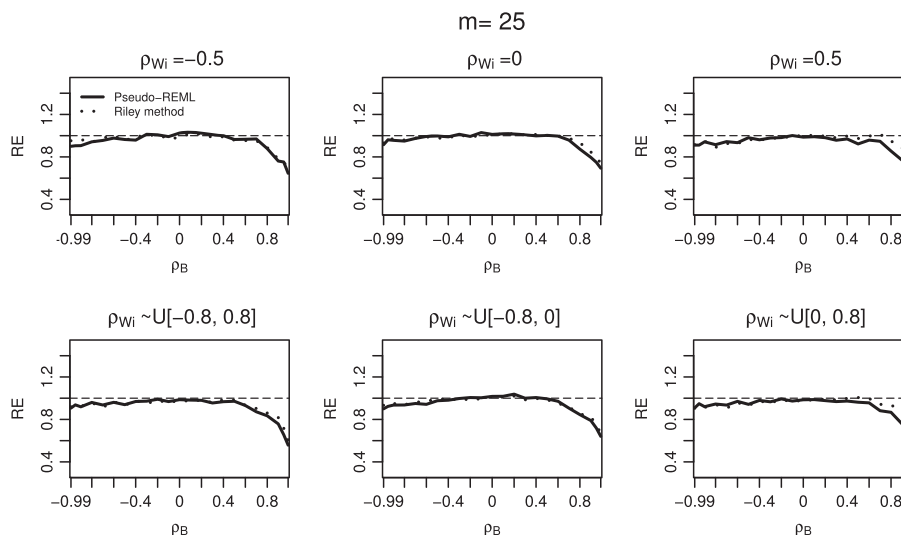 m= 25
ρWi =−0.5
ρWi =0
ρWi =0.5
Pseudo−REML
Riley method
RE
0.4 0.8 1.2
-0.99 −0.4 0 0.4 0.8
ρB
RE
0.4 0.8 1.2
-0.99 −0.4 0 0.4 0.8
ρB
RE
0.4 0.8 1.2
-0.99 −0.4 0 0.4 0.8
ρB
ρWi ~U[−0.8, 0.8]
ρWi ~U[−0.8, 0]
ρWi ~U[0, 0.8]
RE
0.4 0.8 1.2
−0.99 −0.4 0 0.4 0.8
ρB
RE
0.4 0.8 1.2
−0.99 −0.4 0 0.4 0.8
ρB
RE
0.4 0.8 1.2
−0.99 −0.4 0 0.4 0.8
ρB